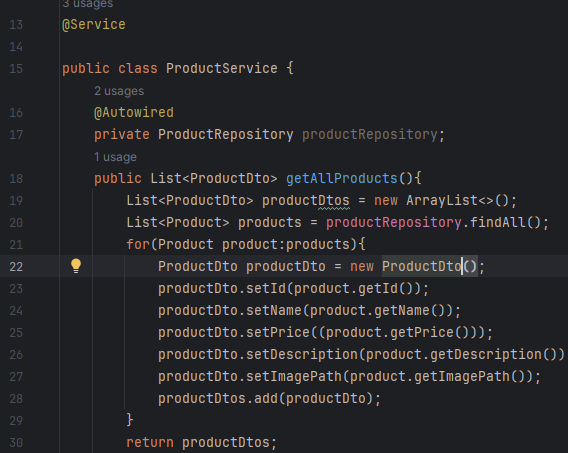 3 usages
13 @Service
14
15 public class ProductService {
2 usages
16 @Autowired
17 private ProductRepository productRepository;
1 usage
18 public List<ProductDto> getAllProducts(){
19 List<ProductDto> productDtos = new ArrayList<>();
20 List<Product> products = productRepository.findAll();
21 for(Product product:products){
22 ProductDto productDto = new ProductDto();
23 productDto.setId(product.getId());
24 productDto.setName(product.getName());
25 productDto.setPrice((product.getPrice()));
26 productDto.setDescription(product.getDescription())
27 productDto.setImagePath(product.getImagePath());
28 productDtos.add(productDto);
29 }
30 return productDtos;